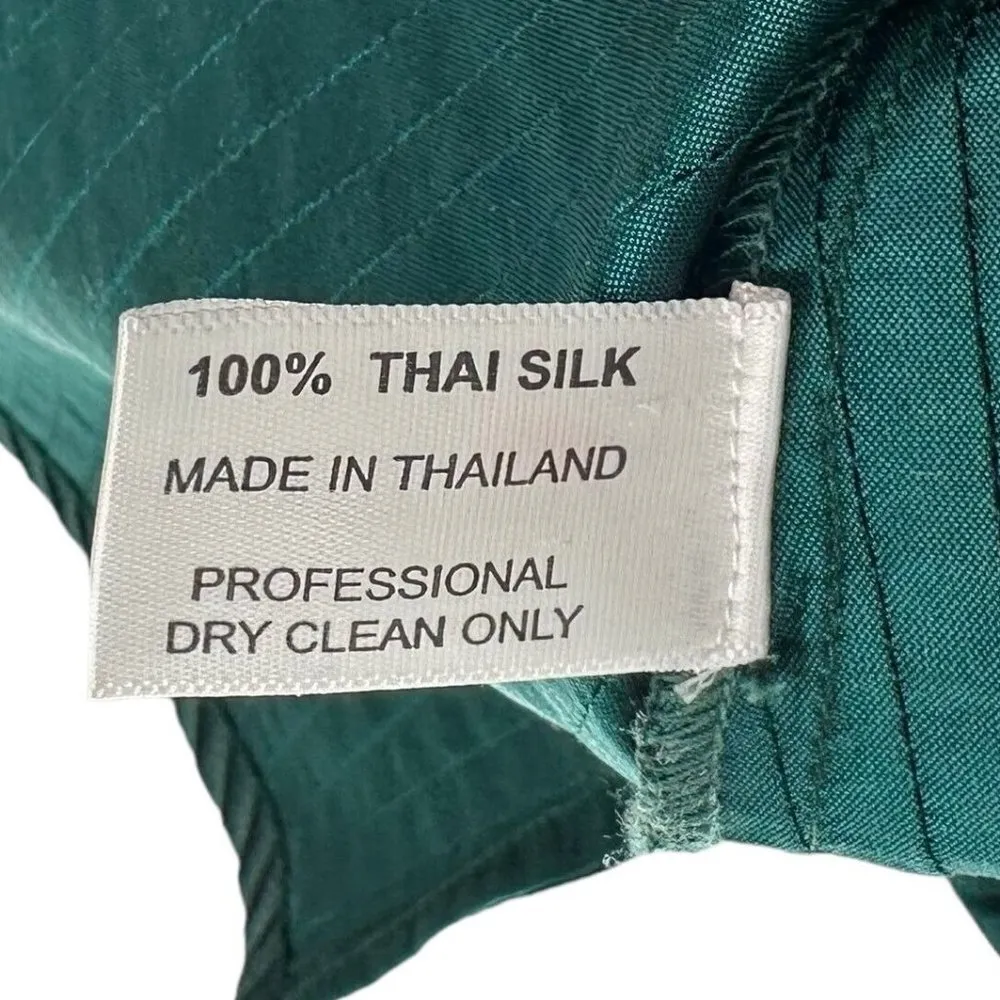 100% THAI SILK
MADE IN THAILAND
PROFESSIONAL
DRY CLEAN ONLY